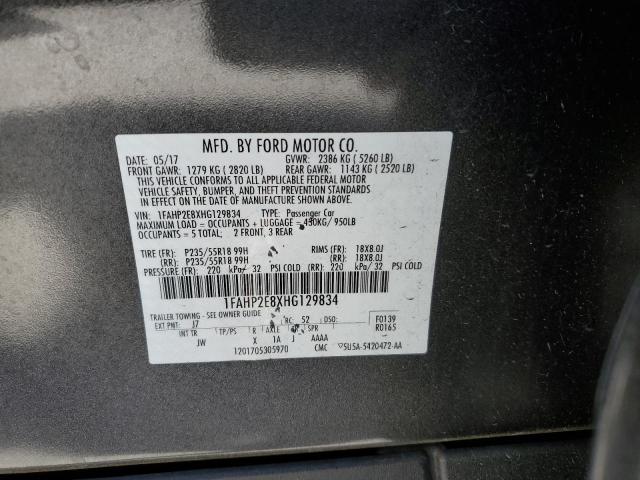 MFD. BY FORD MOTOR CO.
DATE: 05/17 GVWR: 2386 KG ( 5260 LB)
FRONT GAWR: 1279 KG ( 2820 LB) REAR GAWR: 1143 KG ( 2520 LB)
THIS VEHICLE CONFORMS TO ALL APPLICABLE FEDERAL MOTOR
VEHICLE SAFETY, BUMPER, AND THEFT PREVENTION STANDARDS
IN EFFECT ON THE DATE OF MANUFACTURE SHOWN ABOVE.
VIN: 1FAHP2E8XHG129834 TYPE: Passenger Car
MAXIMUM LOAD = OCCUPANTS + LUGGAGE = 430KG/ 950LB
OCCUPANTS = 5 TOTAL; 2 FRONT, 3 REAR
TIRE (FR): P235/55R18 99H RIMS (FR): 18X8.0J
(RR): P235/55R18 99H (RR): 18X8.0J
PRESSURE (FR): 220 kPa/ 32 PSI COLD (RR): 220 kPa/ 32 PSI COLD
1FAHP2E8XHG129834
TRAILER TOWING - SEE OWNER GUIDE
EXT PNT: J7 RC: 52 DSO: F0139
INT TR TP/PS R AXLE SPR R0165
JW X 1A J AAAA
1201705305970 CMC 5U5A-5420472-AA